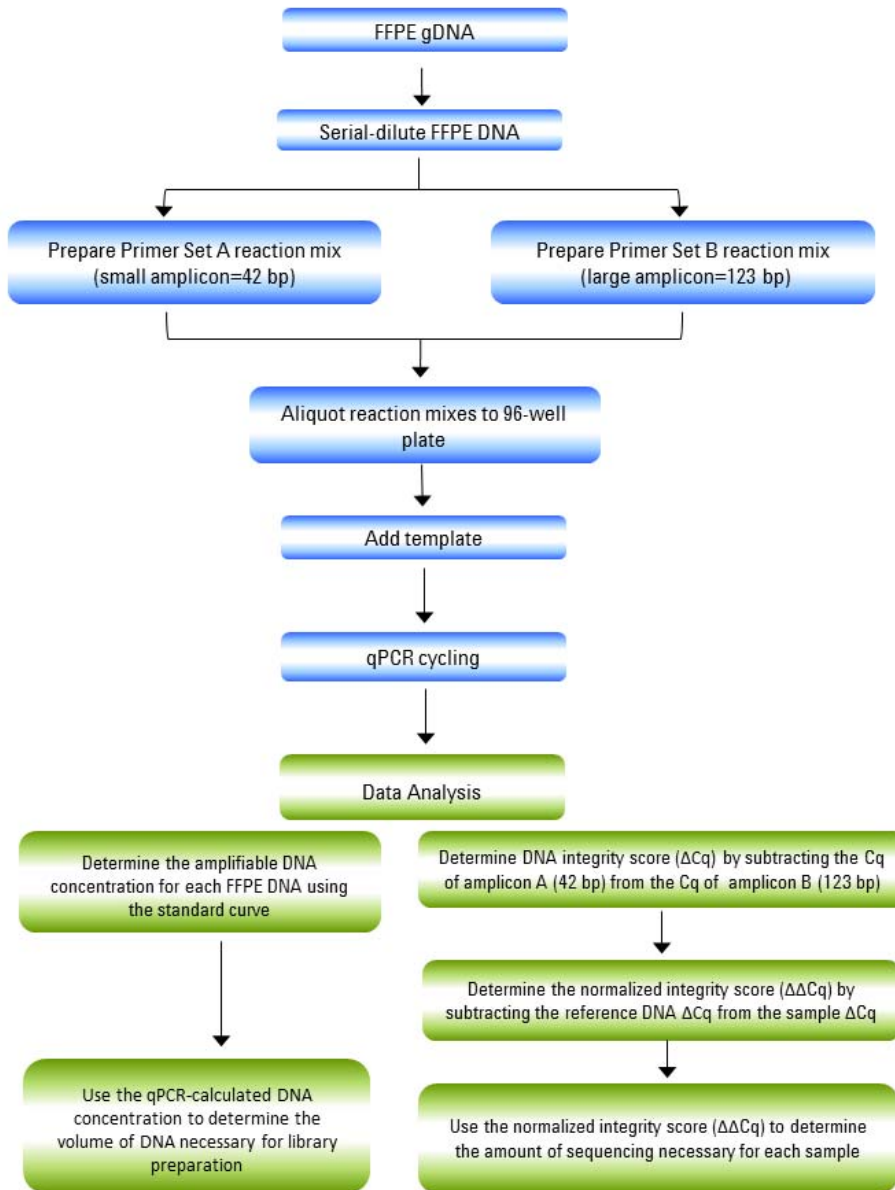 FFPE gDNA
Serial-dilute FFPE DNA
Prepare Primer Set A reaction mix
(small amplicon=42 bp)
Prepare Primer Set B reaction mix
(large amplicon=123 bp)
Aliquot reaction mixes to 96-well
plate
Add template
qPCR cycling
Data Analysis
Determine the amplifiable DNA
concentration for each FFPE DNA using
the standard curve
Use the qPCR-calculated DNA
concentration to determine the
volume of DNA necessary for library
preparation
Determine DNA integrity score (ΔCq) by subtracting the Cq
of amplicon A (42 bp) from the Cq of amplicon B (123 bp)
Determine the normalized integrity score (ΔΔCq) by
subtracting the reference DNA ΔCq from the sample ΔCq
Use the normalized integrity score (ΔΔCq) to determine
the amount of sequencing necessary for each sample